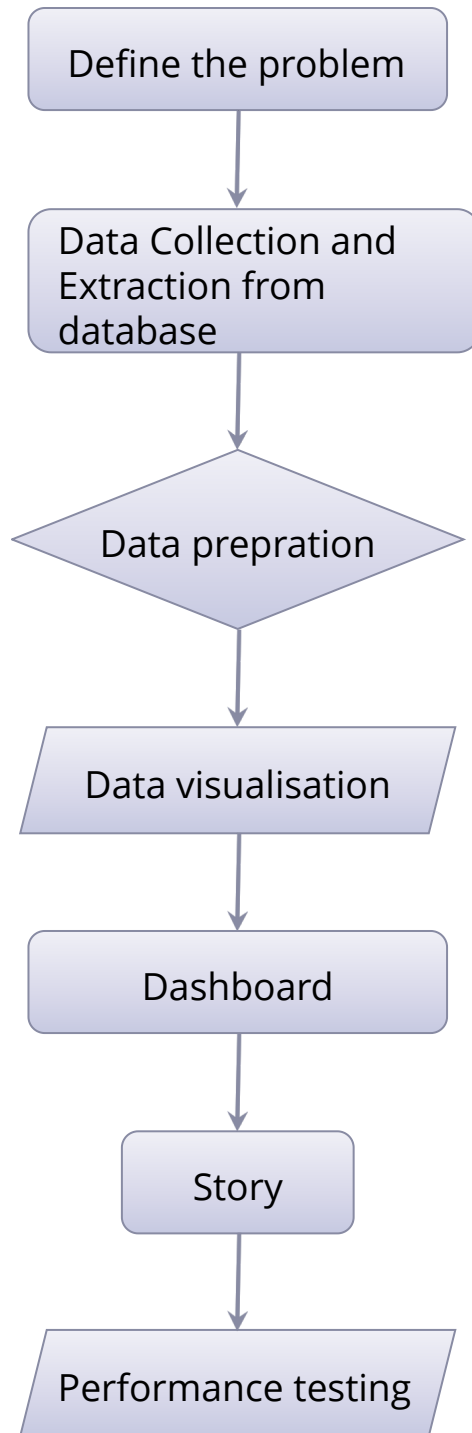 Define the problem
Data Collection and
Extraction from
database
Data prepration
Data visualisation
Dashboard
Story
Performance testing